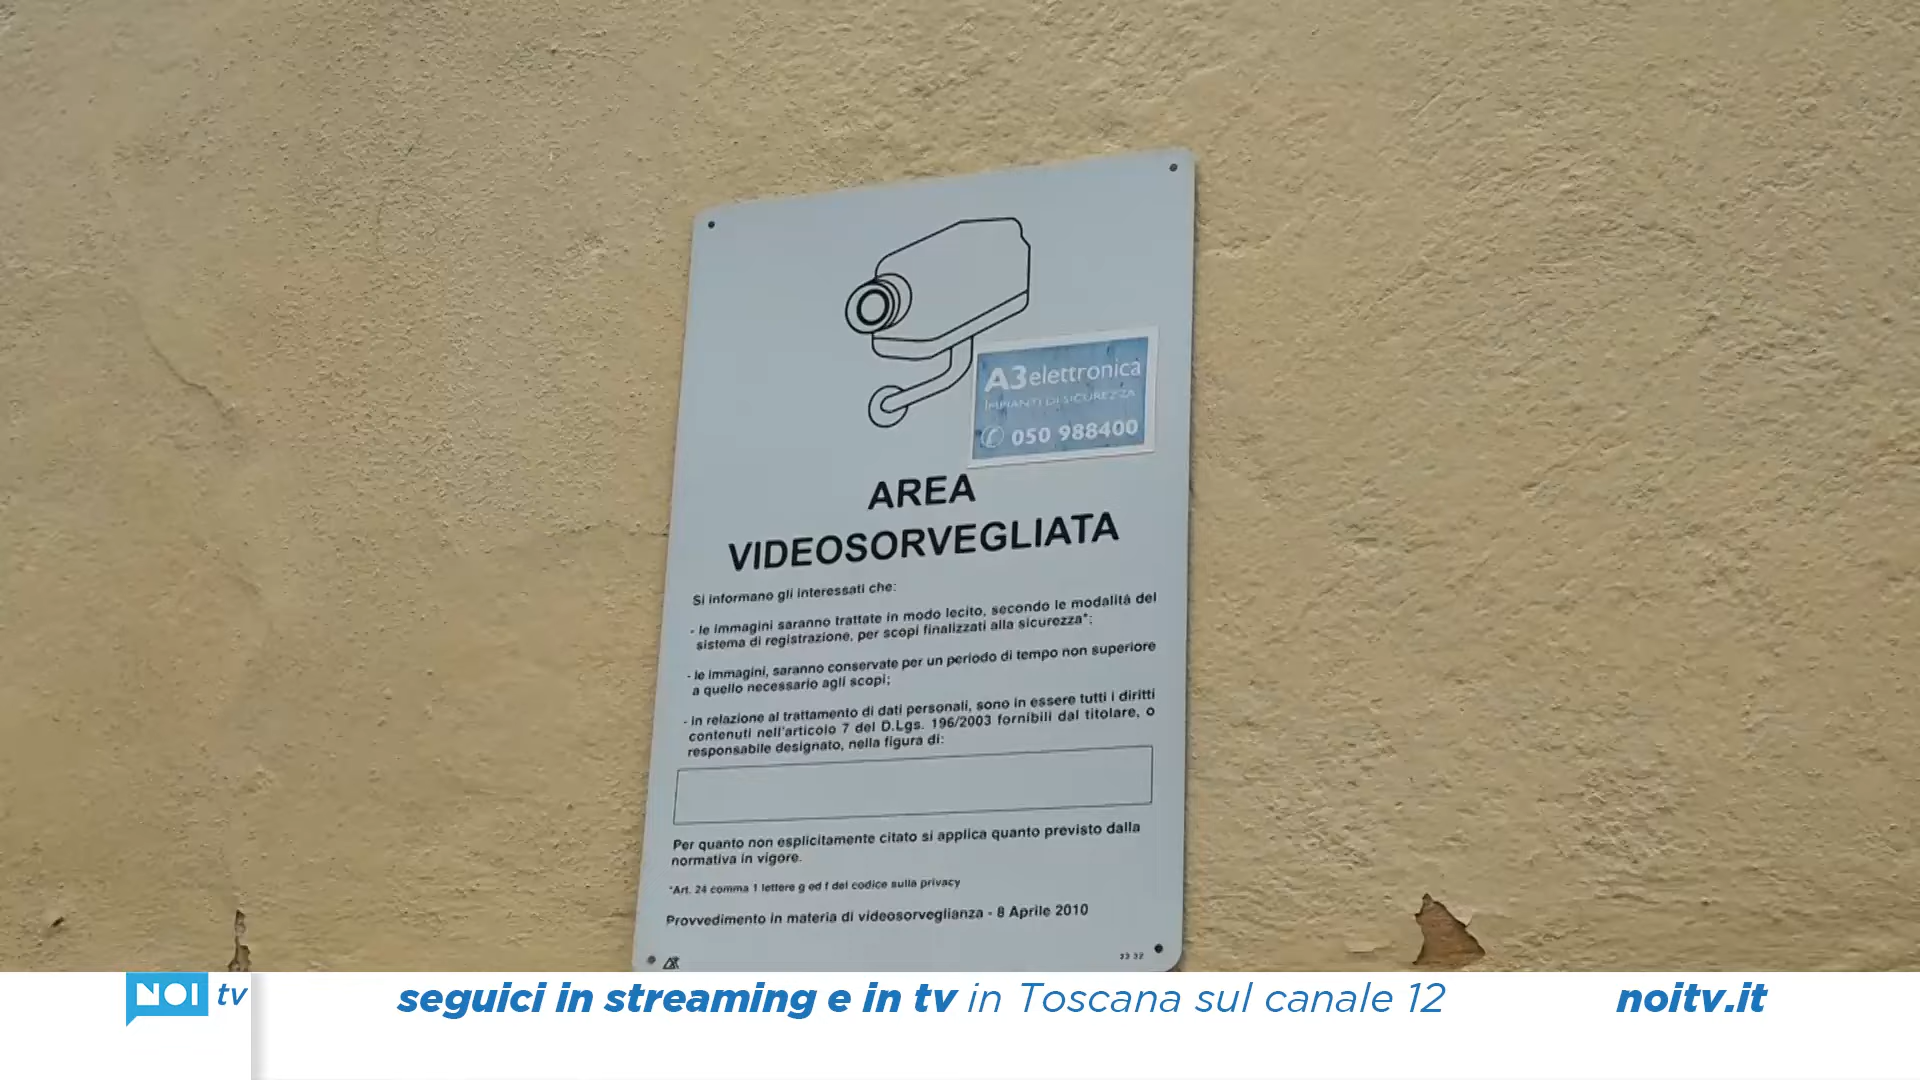 A3elettronica
IMPIANTI DI SICUREZZA
050 988400
AREA
VIDEOSORVEGLIATA
Si informano gli interessati che:
- le immagini saranno trattate in modo lecito, secondo le modalitá del
sistema di registrazione, per scopi finalizzati alla sicurezza*;
- le immagini, saranno conservate per un periodo di tempo non superiore
a quello necessario agli scopi;
- in relazione al trattamento di dati personali, sono in essere tutti i diritti
contenuti nell'articolo 7 del D.Lgs. 196/2003 fornibili dal titolare, o
responsabile designato, nella figura di:
Per quanto non esplicitamente citato si applica quanto previsto dalla
normativa in vigore.
*Art. 24 comma 1 lettere g ed f del codice sulla privacy
Provvedimento in materia di videosorveglianza - 8 Aprile 2010
33 32
NOI tv
seguici in streaming e in tv in Toscana sul canale 12
noitv.it